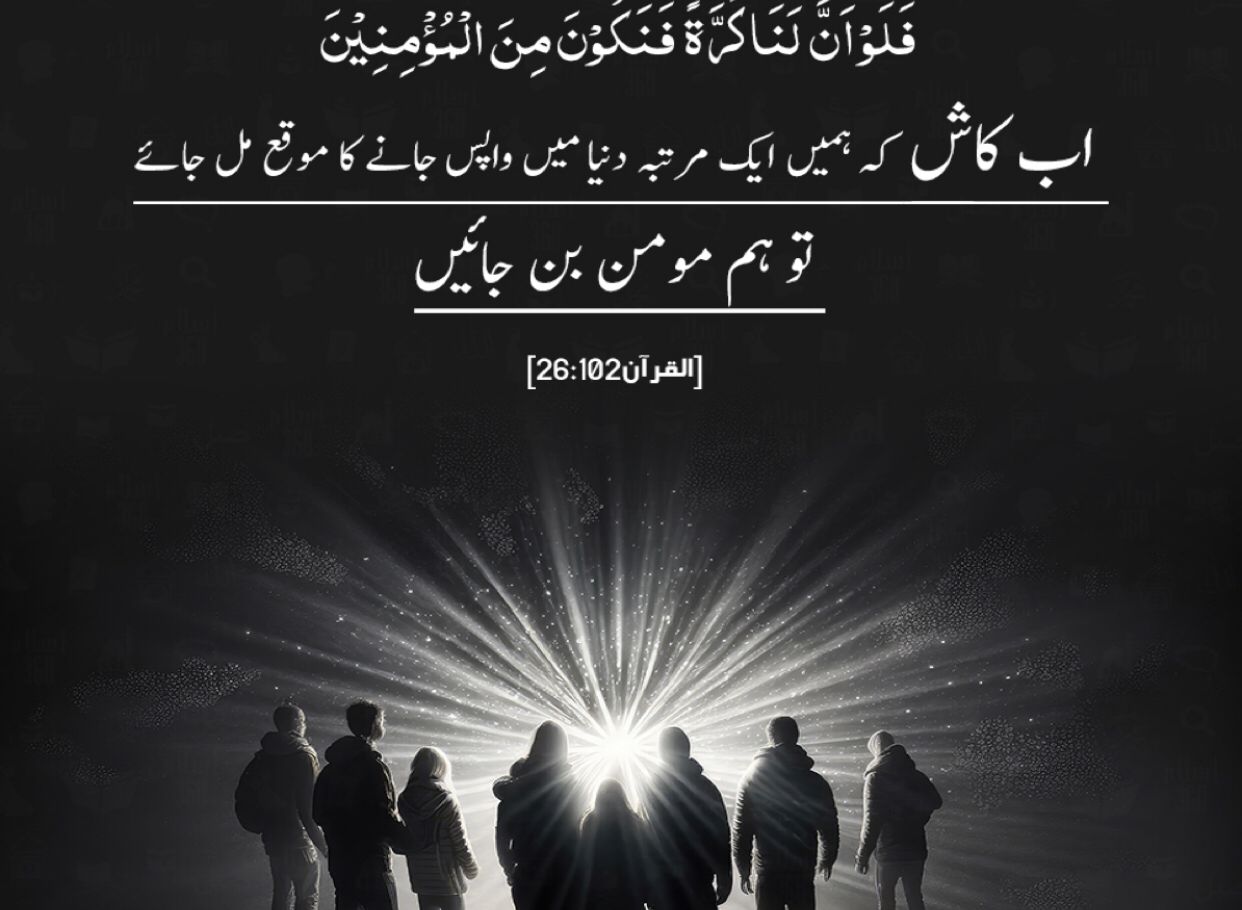 فَلَوْ اَنَّ لَنَا كَرَّةً فَنَكُوْنَ مِنَ الْمُؤْمِنِيْنَ
اب کاش کہ ہمیں ایک مرتبہ دنیا میں واپس جانے کا موقع مل جائے
تو ہم مومن بن جائیں
[القرآن26:102]